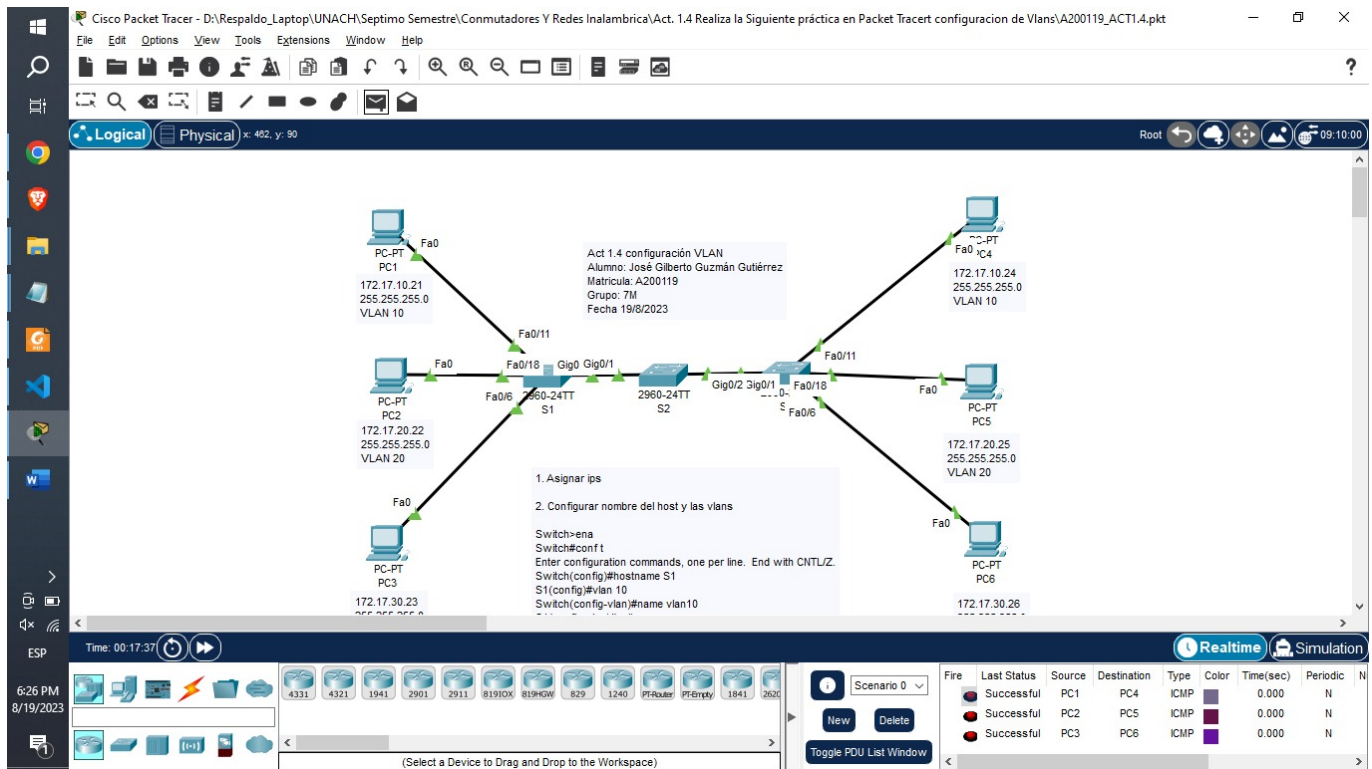 Cisco Packet Tracer - D:\Respaldo_Laptop\UNACH\Septimo Semestre\Conmutadores Y Redes Inalambrica\Act. 1.4 Realiza la Siguiente práctica en Packet Tracert configuracion de Vlans\A200119_ACT1.4.pkt
File Edit Options View Tools Extensions Window Help
Logical Physical x: 462, y: 90 Root 09:10:00
Fa0
PC-PT
PC1
172.17.10.21
255.255.255.0
VLAN 10
Act 1.4 configuración VLAN
Alumno: José Gilberto Guzmán Gutiérrez
Matricula: A200119
Grupo: 7M
Fecha 19/8/2023
Fa0
PC-PT
PC4
172.17.10.24
255.255.255.0
VLAN 10
Fa0/11
Fa0/11
Fa0
Fa0/18
Gig0
Gig0/1
Fa0/6
2960-24TT
S1
2960-24TT
S2
Gig0/2
Gig0/1
Fa0/18
Fa0/6
Fa0
PC-PT
PC2
172.17.20.22
255.255.255.0
VLAN 20
PC-PT
PC5
172.17.20.25
255.255.255.0
VLAN 20
1. Asignar ips
2. Configurar nombre del host y las vlans
Switch>ena
Switch#conf t
Enter configuration commands, one per line. End with CNTL/Z.
Switch(config)#hostname S1
S1(config)#vlan 10
Switch(config-vlan)#name vlan10
Fa0
PC-PT
PC3
172.17.30.23
Fa0
PC-PT
PC6
172.17.30.26
Time: 00:17:37
Realtime Simulation
ESP
6:26 PM
8/19/2023
4331 4321 1941 2901 2911 819IOX 819HGW 829 1240 PT-Router PT-Empty 1841 2620
(Select a Device to Drag and Drop to the Workspace)
Scenario 0
New Delete
Toggle PDU List Window
Fire Last Status Source Destination Type Color Time(sec) Periodic N
Successful PC1 PC4 ICMP 0.000 N
Successful PC2 PC5 ICMP 0.000 N
Successful PC3 PC6 ICMP 0.000 N